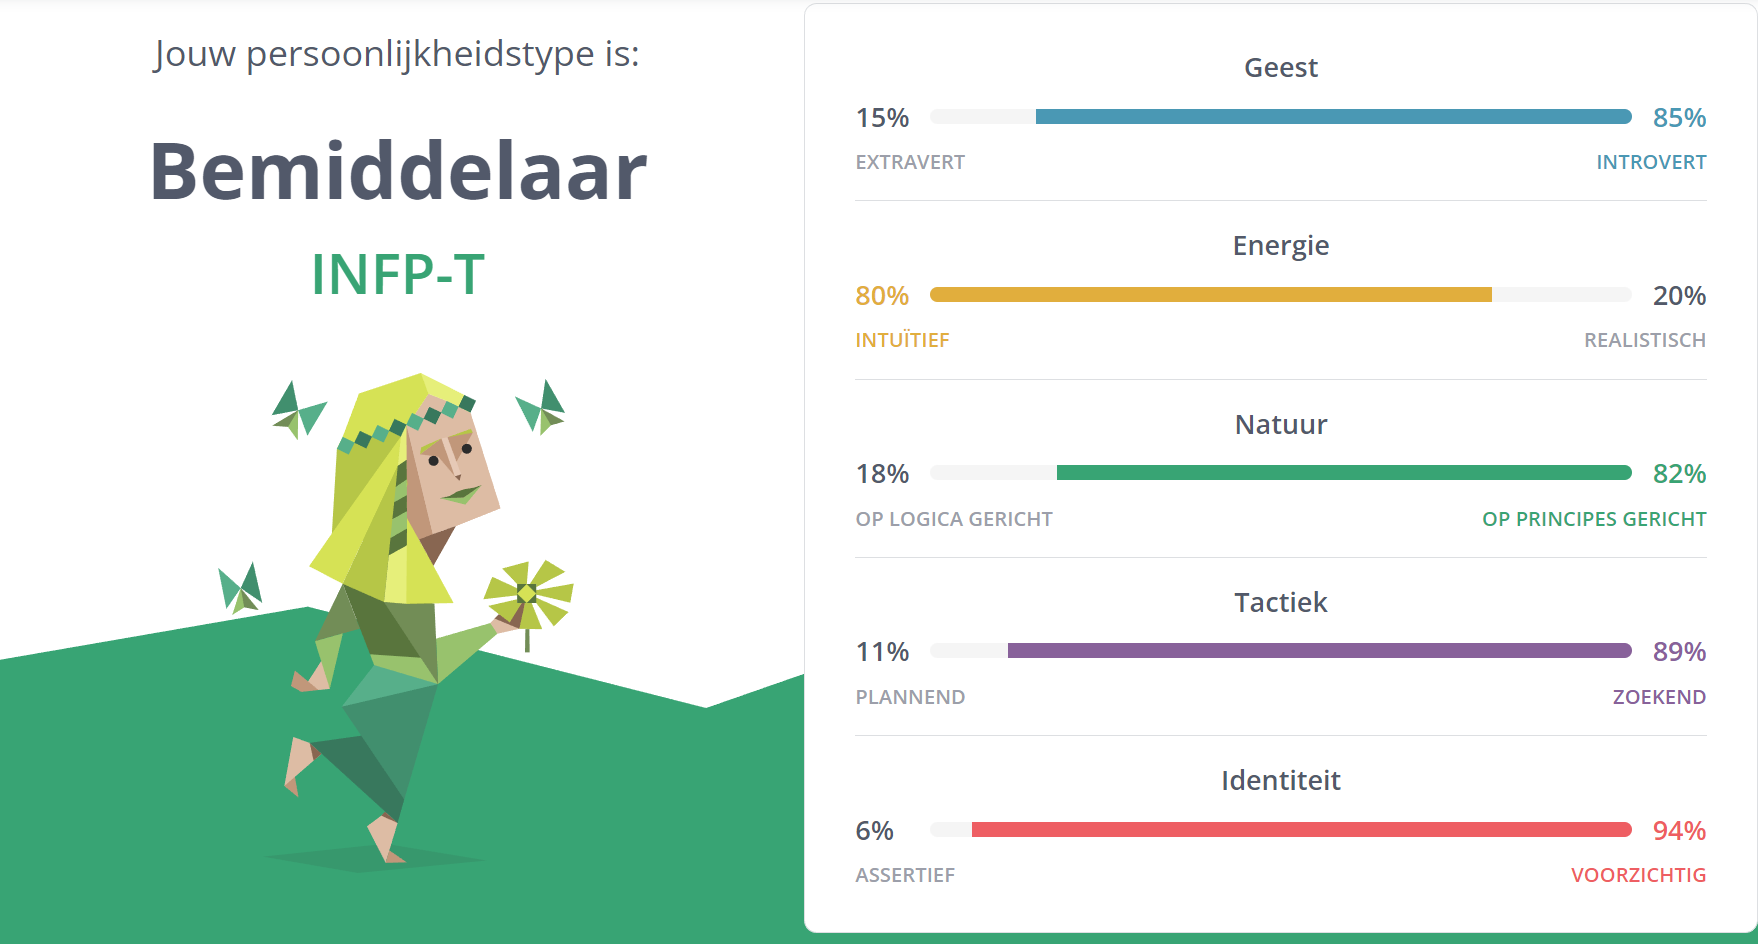 Jouw persoonlijkheidstype is:
Bemiddelaar
INFP-T
Geest
15% 85%
EXTRAVERT INTROVERT
Energie
80% 20%
INTUÏTIEF REALISTISCH
Natuur
18% 82%
OP LOGICA GERICHT OP PRINCIPES GERICHT
Tactiek
11% 89%
PLANNEND ZOEKEND
Identiteit
6% 94%
ASSERTIEF VOORZICHTIG